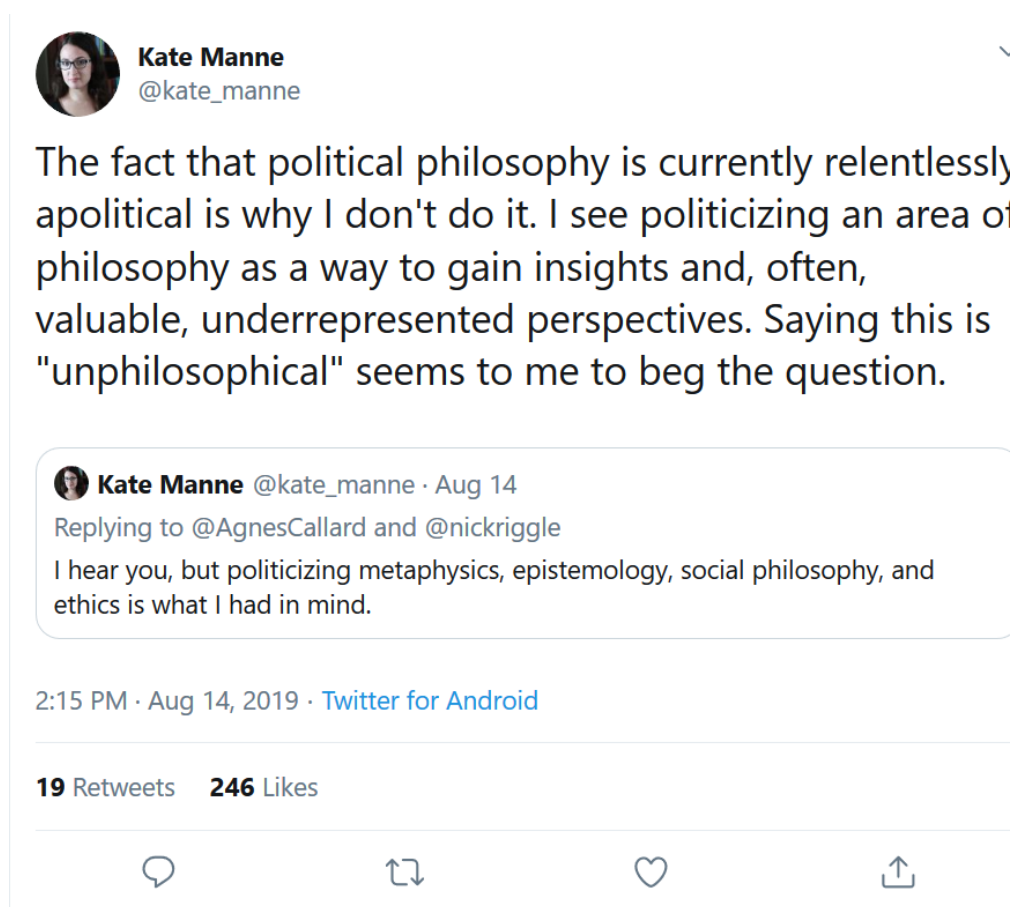 Kate Manne
@kate_manne
The fact that political philosophy is currently relentlessly
apolitical is why I don't do it. I see politicizing an area of
philosophy as a way to gain insights and, often,
valuable, underrepresented perspectives. Saying this is
"unphilosophical" seems to me to beg the question.
Kate Manne @kate_manne · Aug 14
Replying to @AgnesCallard and @nickriggle
I hear you, but politicizing metaphysics, epistemology, social philosophy, and
ethics is what I had in mind.
2:15 PM · Aug 14, 2019 · Twitter for Android
19 Retweets 246 Likes